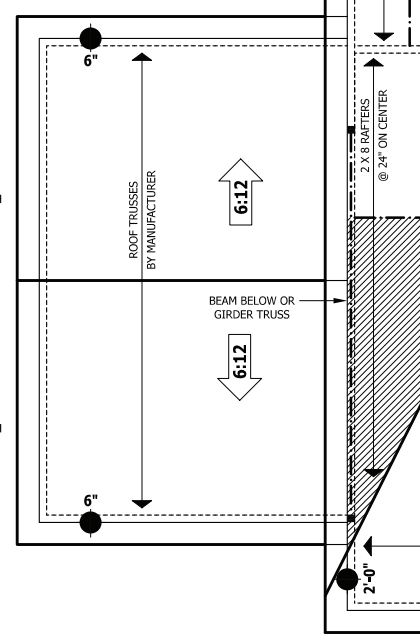 6"
ROOF TRUSSES
BY MANUFACTURER
2 X 8 RAFTERS
@ 24" ON CENTER
6:12
BEAM BELOW OR
GIRDER TRUSS
6:12
6"
2'-0"